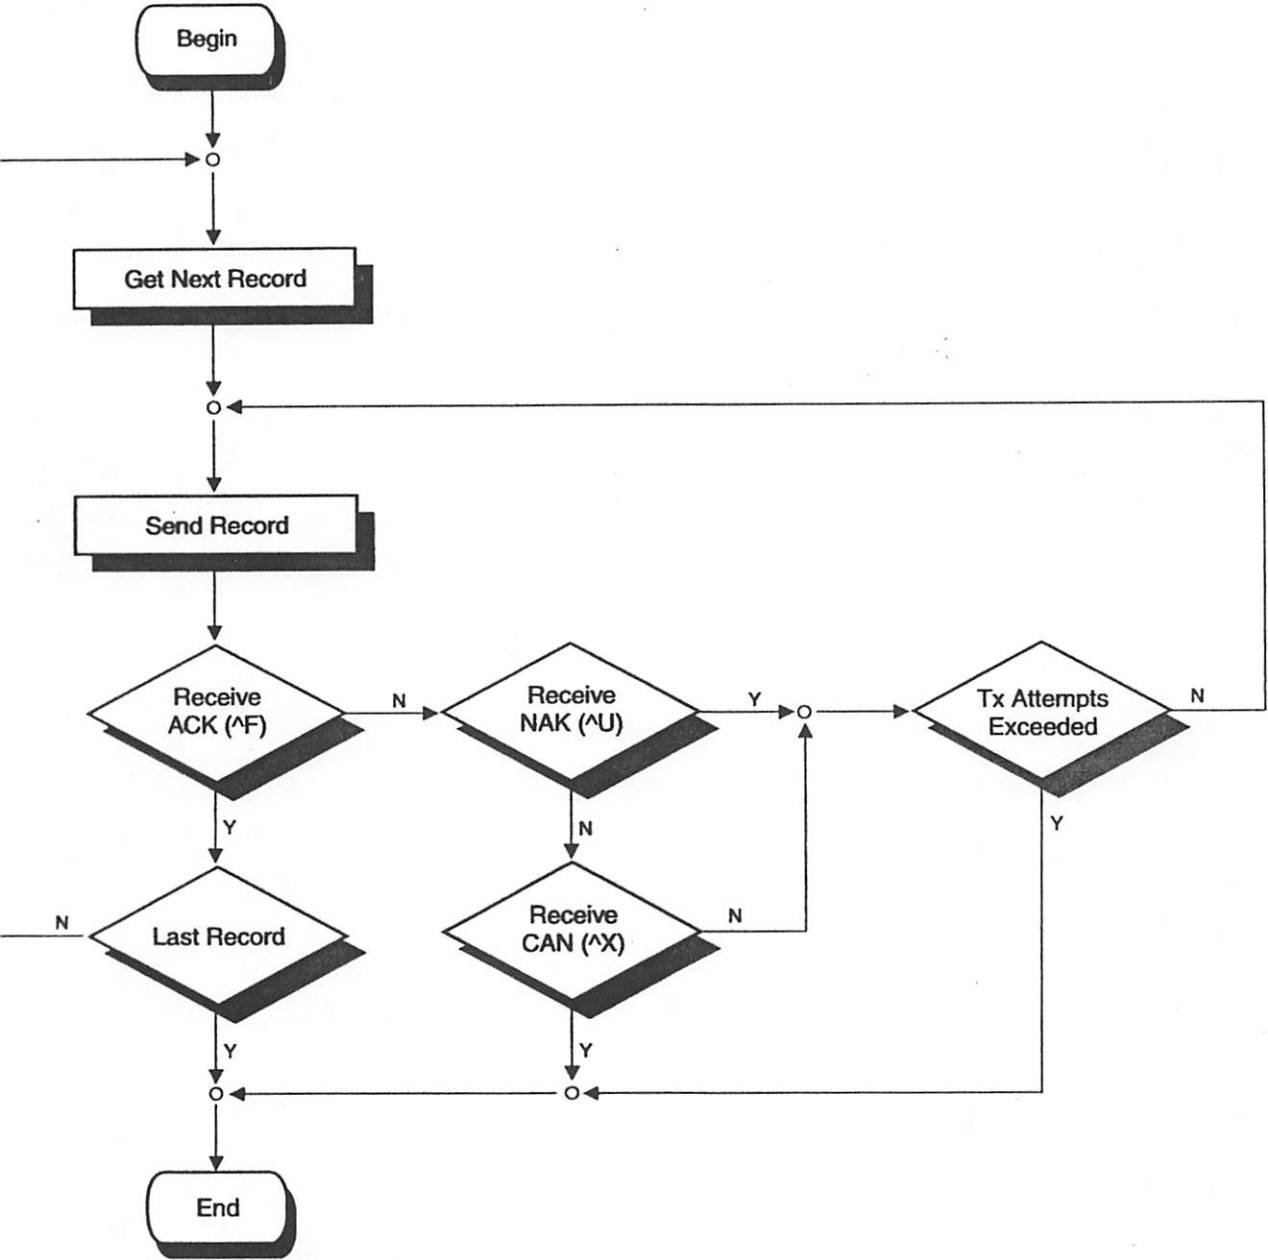 Begin
Get Next Record
Send Record
Receive
ACK (^F)
N
Receive
NAK (^U)
Y
Tx Attempts
Exceeded
N
Y
N
Y
N
Last Record
Receive
CAN (^X)
N
Y
Y
End